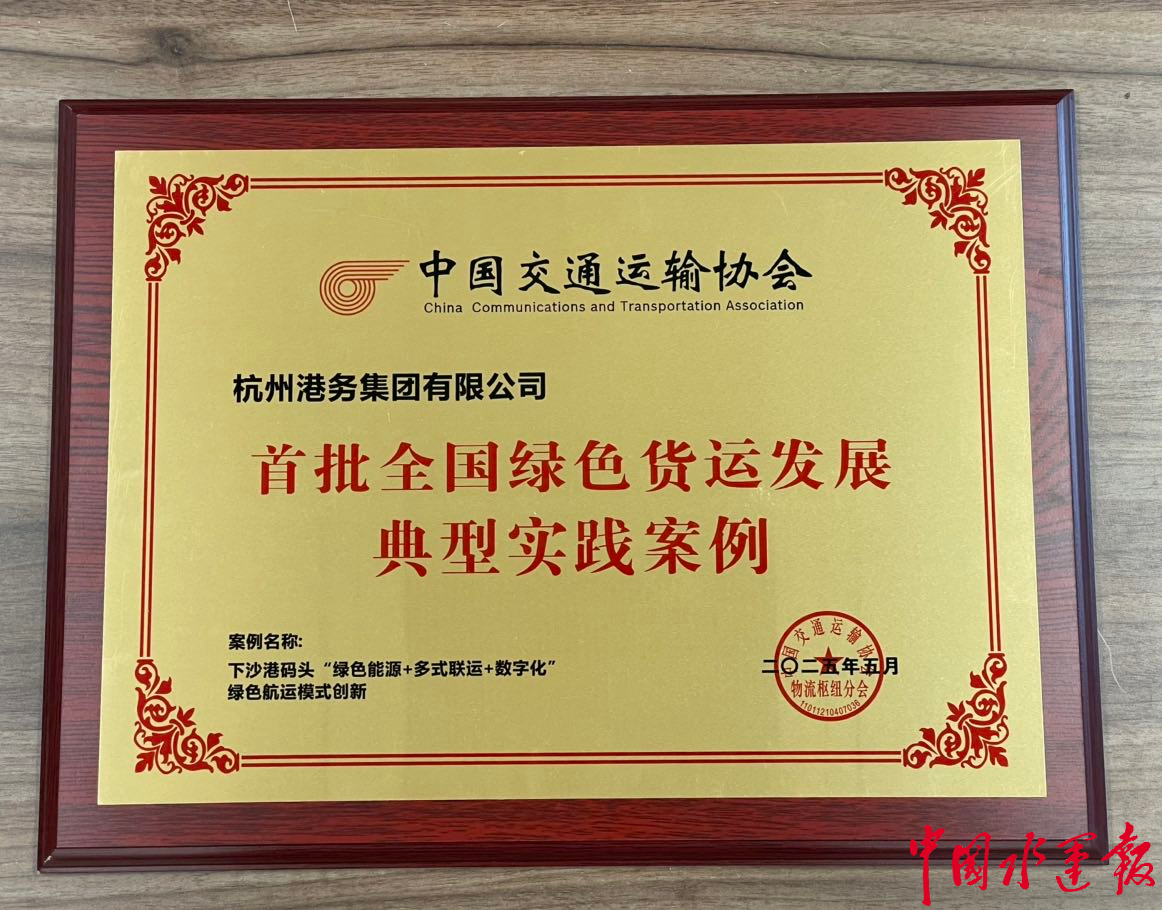 中国交通运输协会
China Communications and Transportation Association
杭州港务集团有限公司
首批全国绿色货运发展
典型实践案例
案例名称:
下沙港码头“绿色能源+多式联运+数字化”
绿色航运模式创新
中国交通运输协会
二〇二五年五月
物流枢纽分会
11011210407036
中国水运报